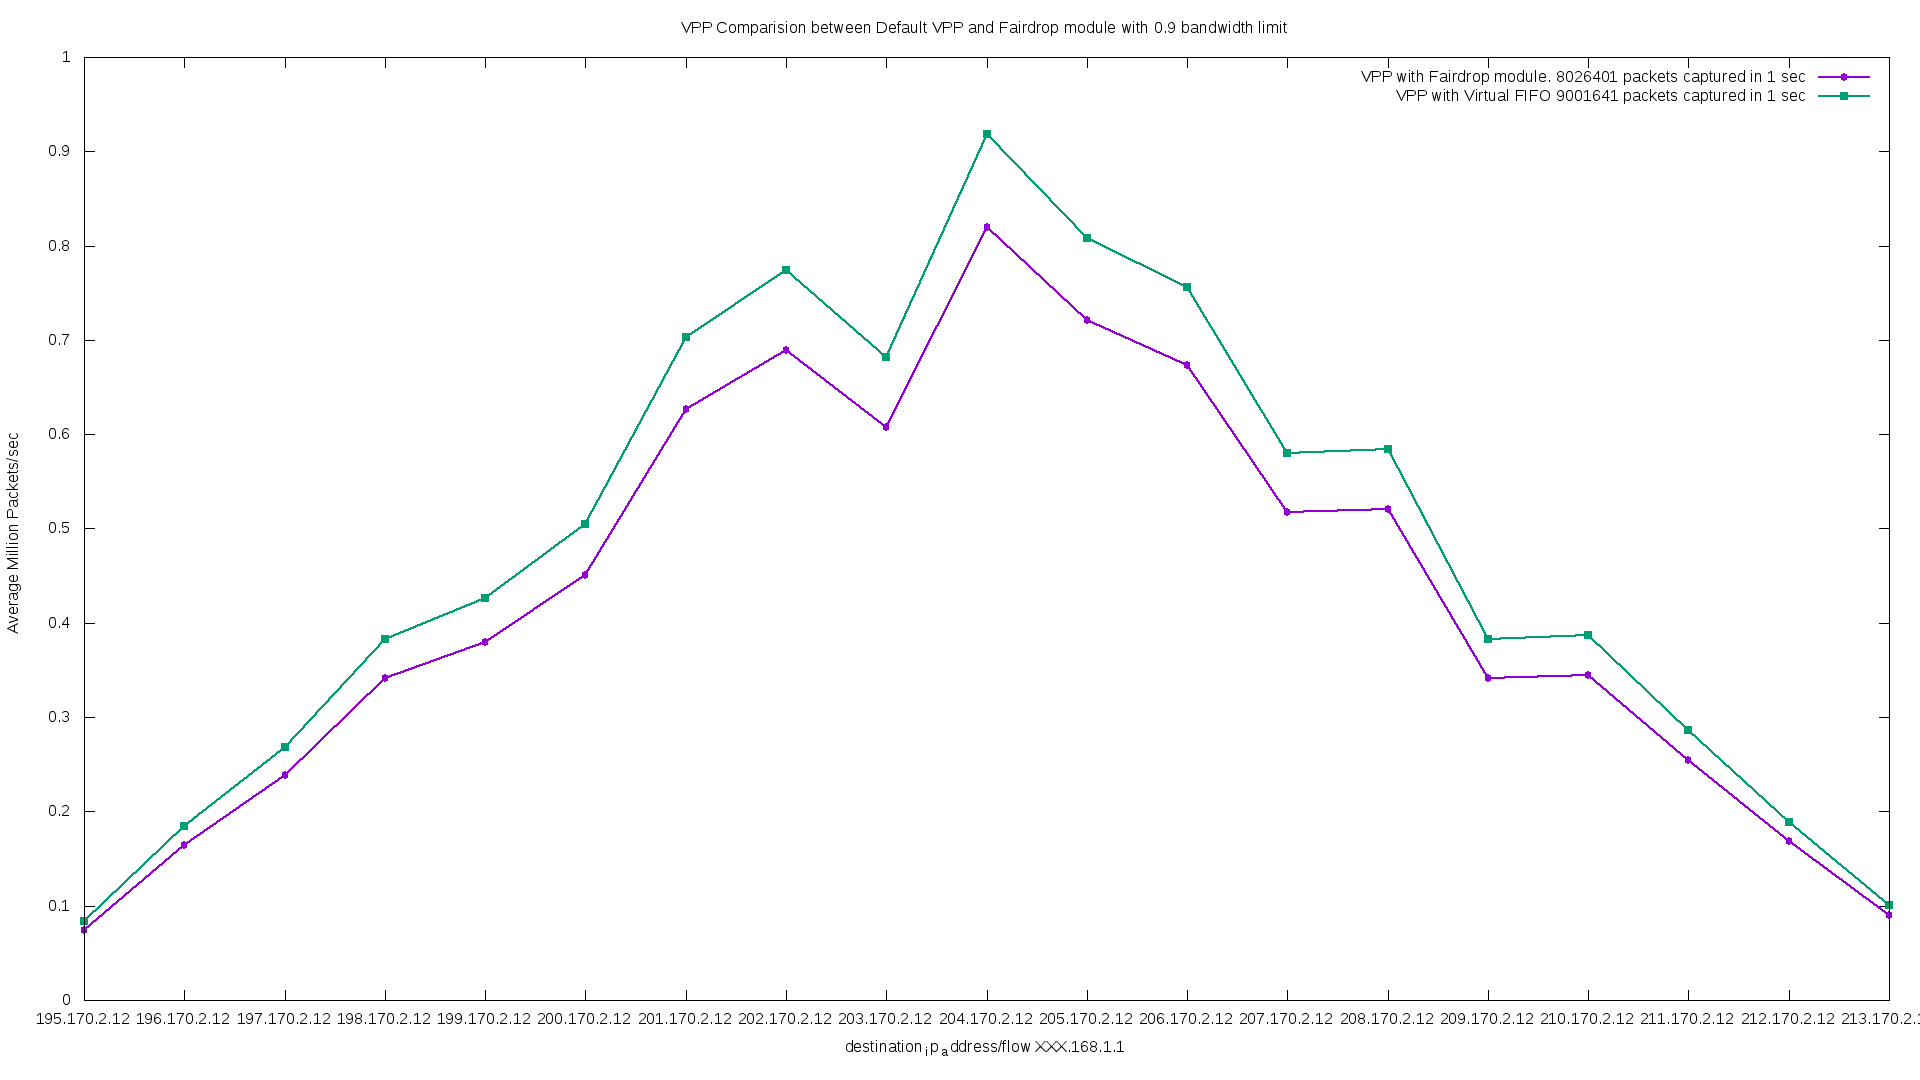 VPP Comparision between Default VPP and Fairdrop module with 0.9 bandwidth limit
VPP with Fairdrop module. 8026401 packets captured in 1 sec
VPP with Virtual FIFO 9001641 packets captured in 1 sec
1
0.9
0.8
0.7
0.6
0.5
0.4
0.3
0.2
0.1
0
Average Million Packets/sec
195.170.2.12 196.170.2.12 197.170.2.12 198.170.2.12 199.170.2.12 200.170.2.12 201.170.2.12 202.170.2.12 203.170.2.12 204.170.2.12 205.170.2.12 206.170.2.12 207.170.2.12 208.170.2.12 209.170.2.12 210.170.2.12 211.170.2.12 212.170.2.12 213.170.2.1
destination ip address/flow XXX.168.1.1